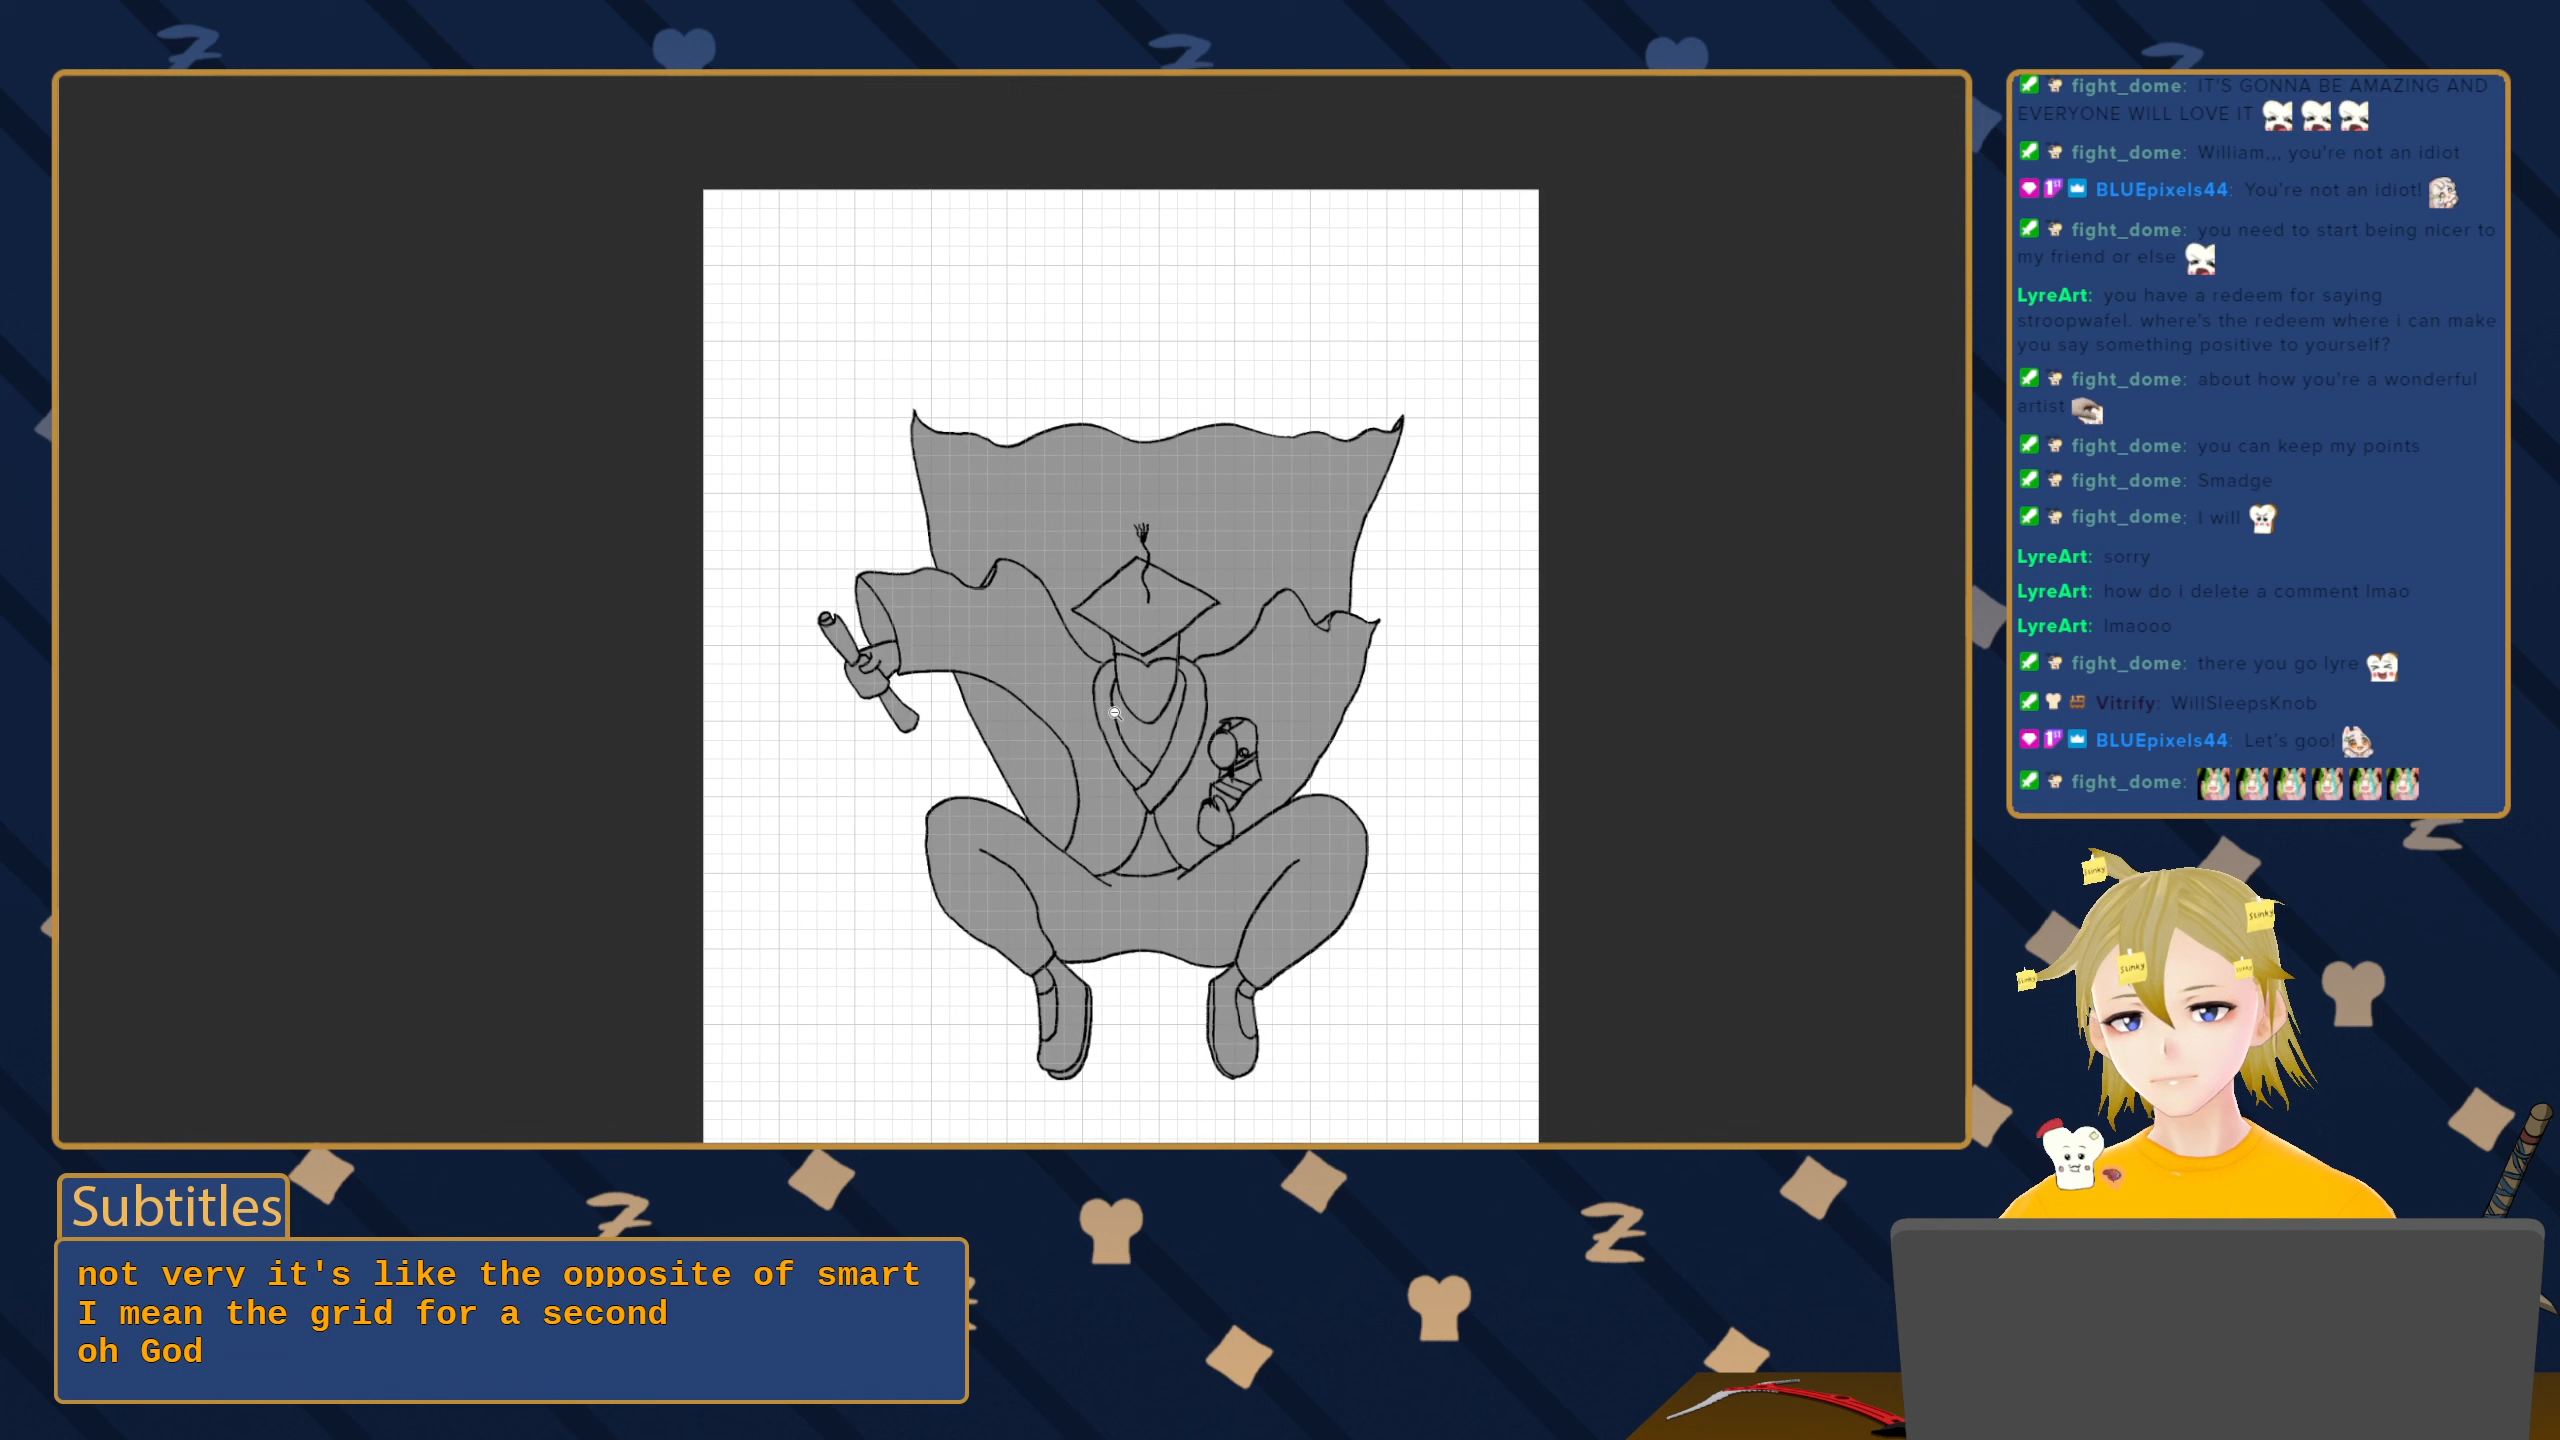 fight_dome: IT'S GONNA BE AMAZING AND
EVERYONE WILL LOVE IT
fight_dome: William,,, you're not an idiot
BLUEpixels44: You're not an idiot!
fight_dome: you need to start being nicer to
my friend or else
LyreArt: you have a redeem for saying
stroopwafel. where's the redeem where i can make
you say something positive to yourself?
fight_dome: about how you're a wonderful
artist
fight_dome: you can keep my points
fight_dome: Smadge
fight_dome: I will
LyreArt: sorry
LyreArt: how do i delete a comment lmao
LyreArt: lmaooo
fight_dome: there you go lyre
Vitrify: WillSleepsKnob
BLUEpixels44: Let's goo!
fight_dome:
Slinky
Slinky
Slinky
Slinky
Slinky
Subtitles
not very it's like the opposite of smart
I mean the grid for a second
oh God